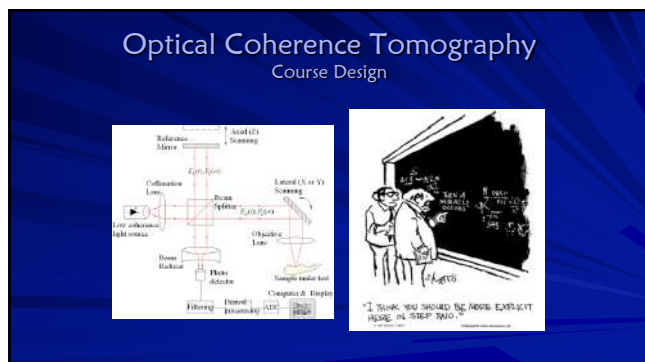 Optical Coherence Tomography
Course Design
Axial (Z)
Scanning
Reference
Mirror
Collimation
Lens
Beam
Splitter
Lateral (X or Y)
Scanning
Low coherence
light source
Objective
Lens
Beam
Reducer
Photo
detector
Sample under test
Computer & Display
Filtering
processing
ADC
THEN A
MIRACLE
OCCURS
"I THINK YOU SHOULD BE MORE EXPLICIT
HERE IN STEP TWO."